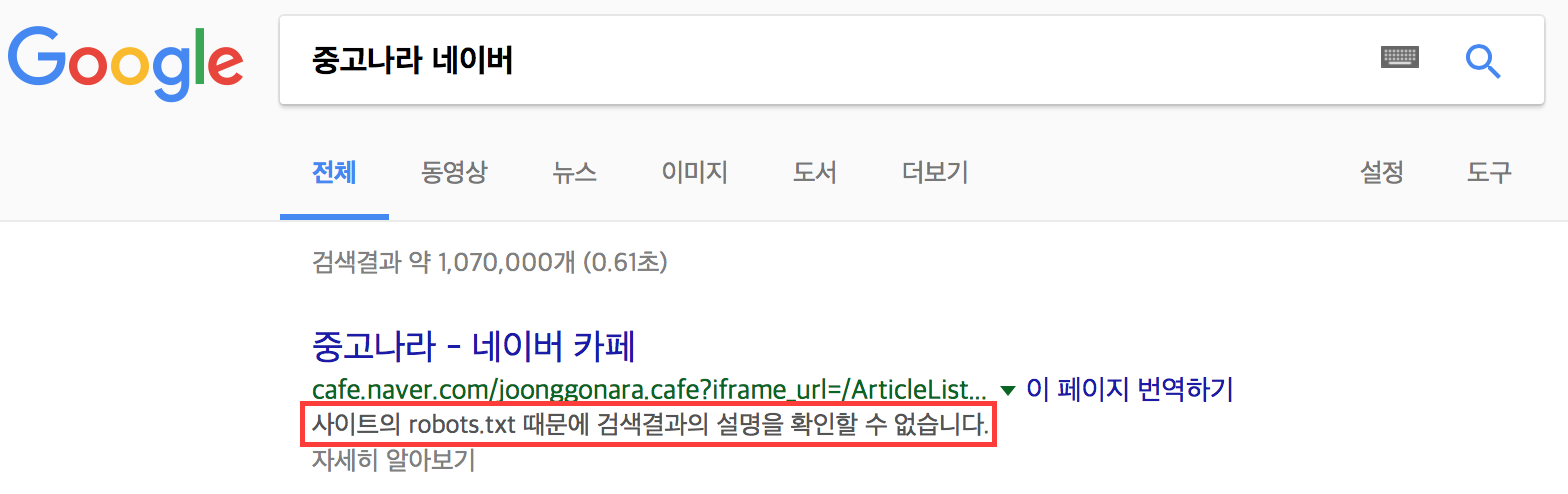 Google
중고나라 네이버
전체 동영상 뉴스 이미지 도서 더보기 설정 도구
검색결과 약 1,070,000개 (0.61초)
중고나라 - 네이버 카페
cafe.naver.com/joonggonara.cafe?iframe_url=/ArticleList... ▼ 이 페이지 번역하기
사이트의 robots.txt 때문에 검색결과의 설명을 확인할 수 없습니다.
자세히 알아보기